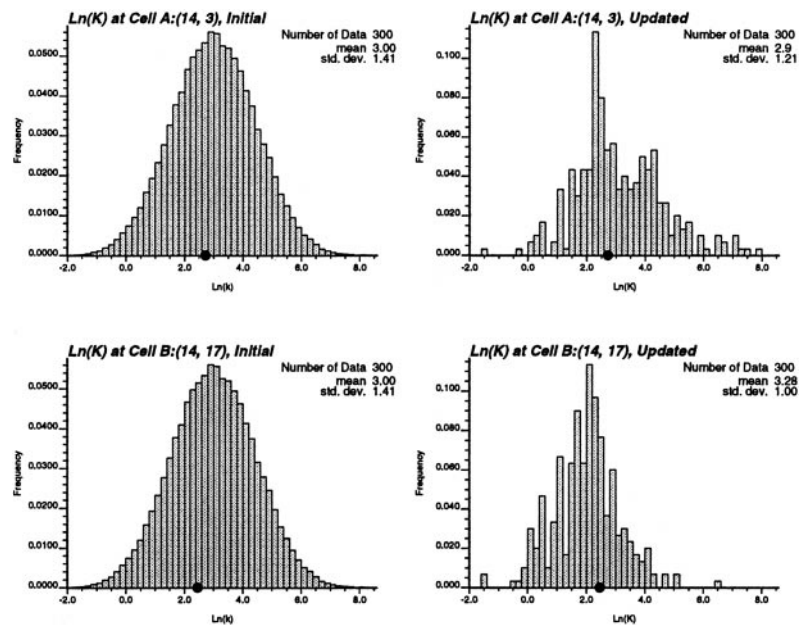 Ln(K) at Cell A:(14, 3), Initial
Number of Data 300
mean 3.00
std. dev. 1.41
Frequency
0.0500
0.0400
0.0300
0.0200
0.0100
0.0000
-2.0 0.0 2.0 4.0 6.0 8.0
Ln(k)
Ln(K) at Cell A:(14, 3), Updated
Number of Data 300
mean 2.9
std. dev. 1.21
Frequency
0.100
0.080
0.060
0.040
0.020
0.000
-2.0 0.0 2.0 4.0 6.0 8.0
Ln(K)
Ln(K) at Cell B:(14, 17), Initial
Number of Data 300
mean 3.00
std. dev. 1.41
Frequency
0.0500
0.0400
0.0300
0.0200
0.0100
0.0000
-2.0 0.0 2.0 4.0 6.0 8.0
Ln(k)
Ln(K) at Cell B:(14, 17), Updated
Number of Data 300
mean 3.28
std. dev. 1.00
Frequency
0.100
0.080
0.060
0.040
0.020
0.000
-2.0 0.0 2.0 4.0 6.0 8.0
Ln(K)